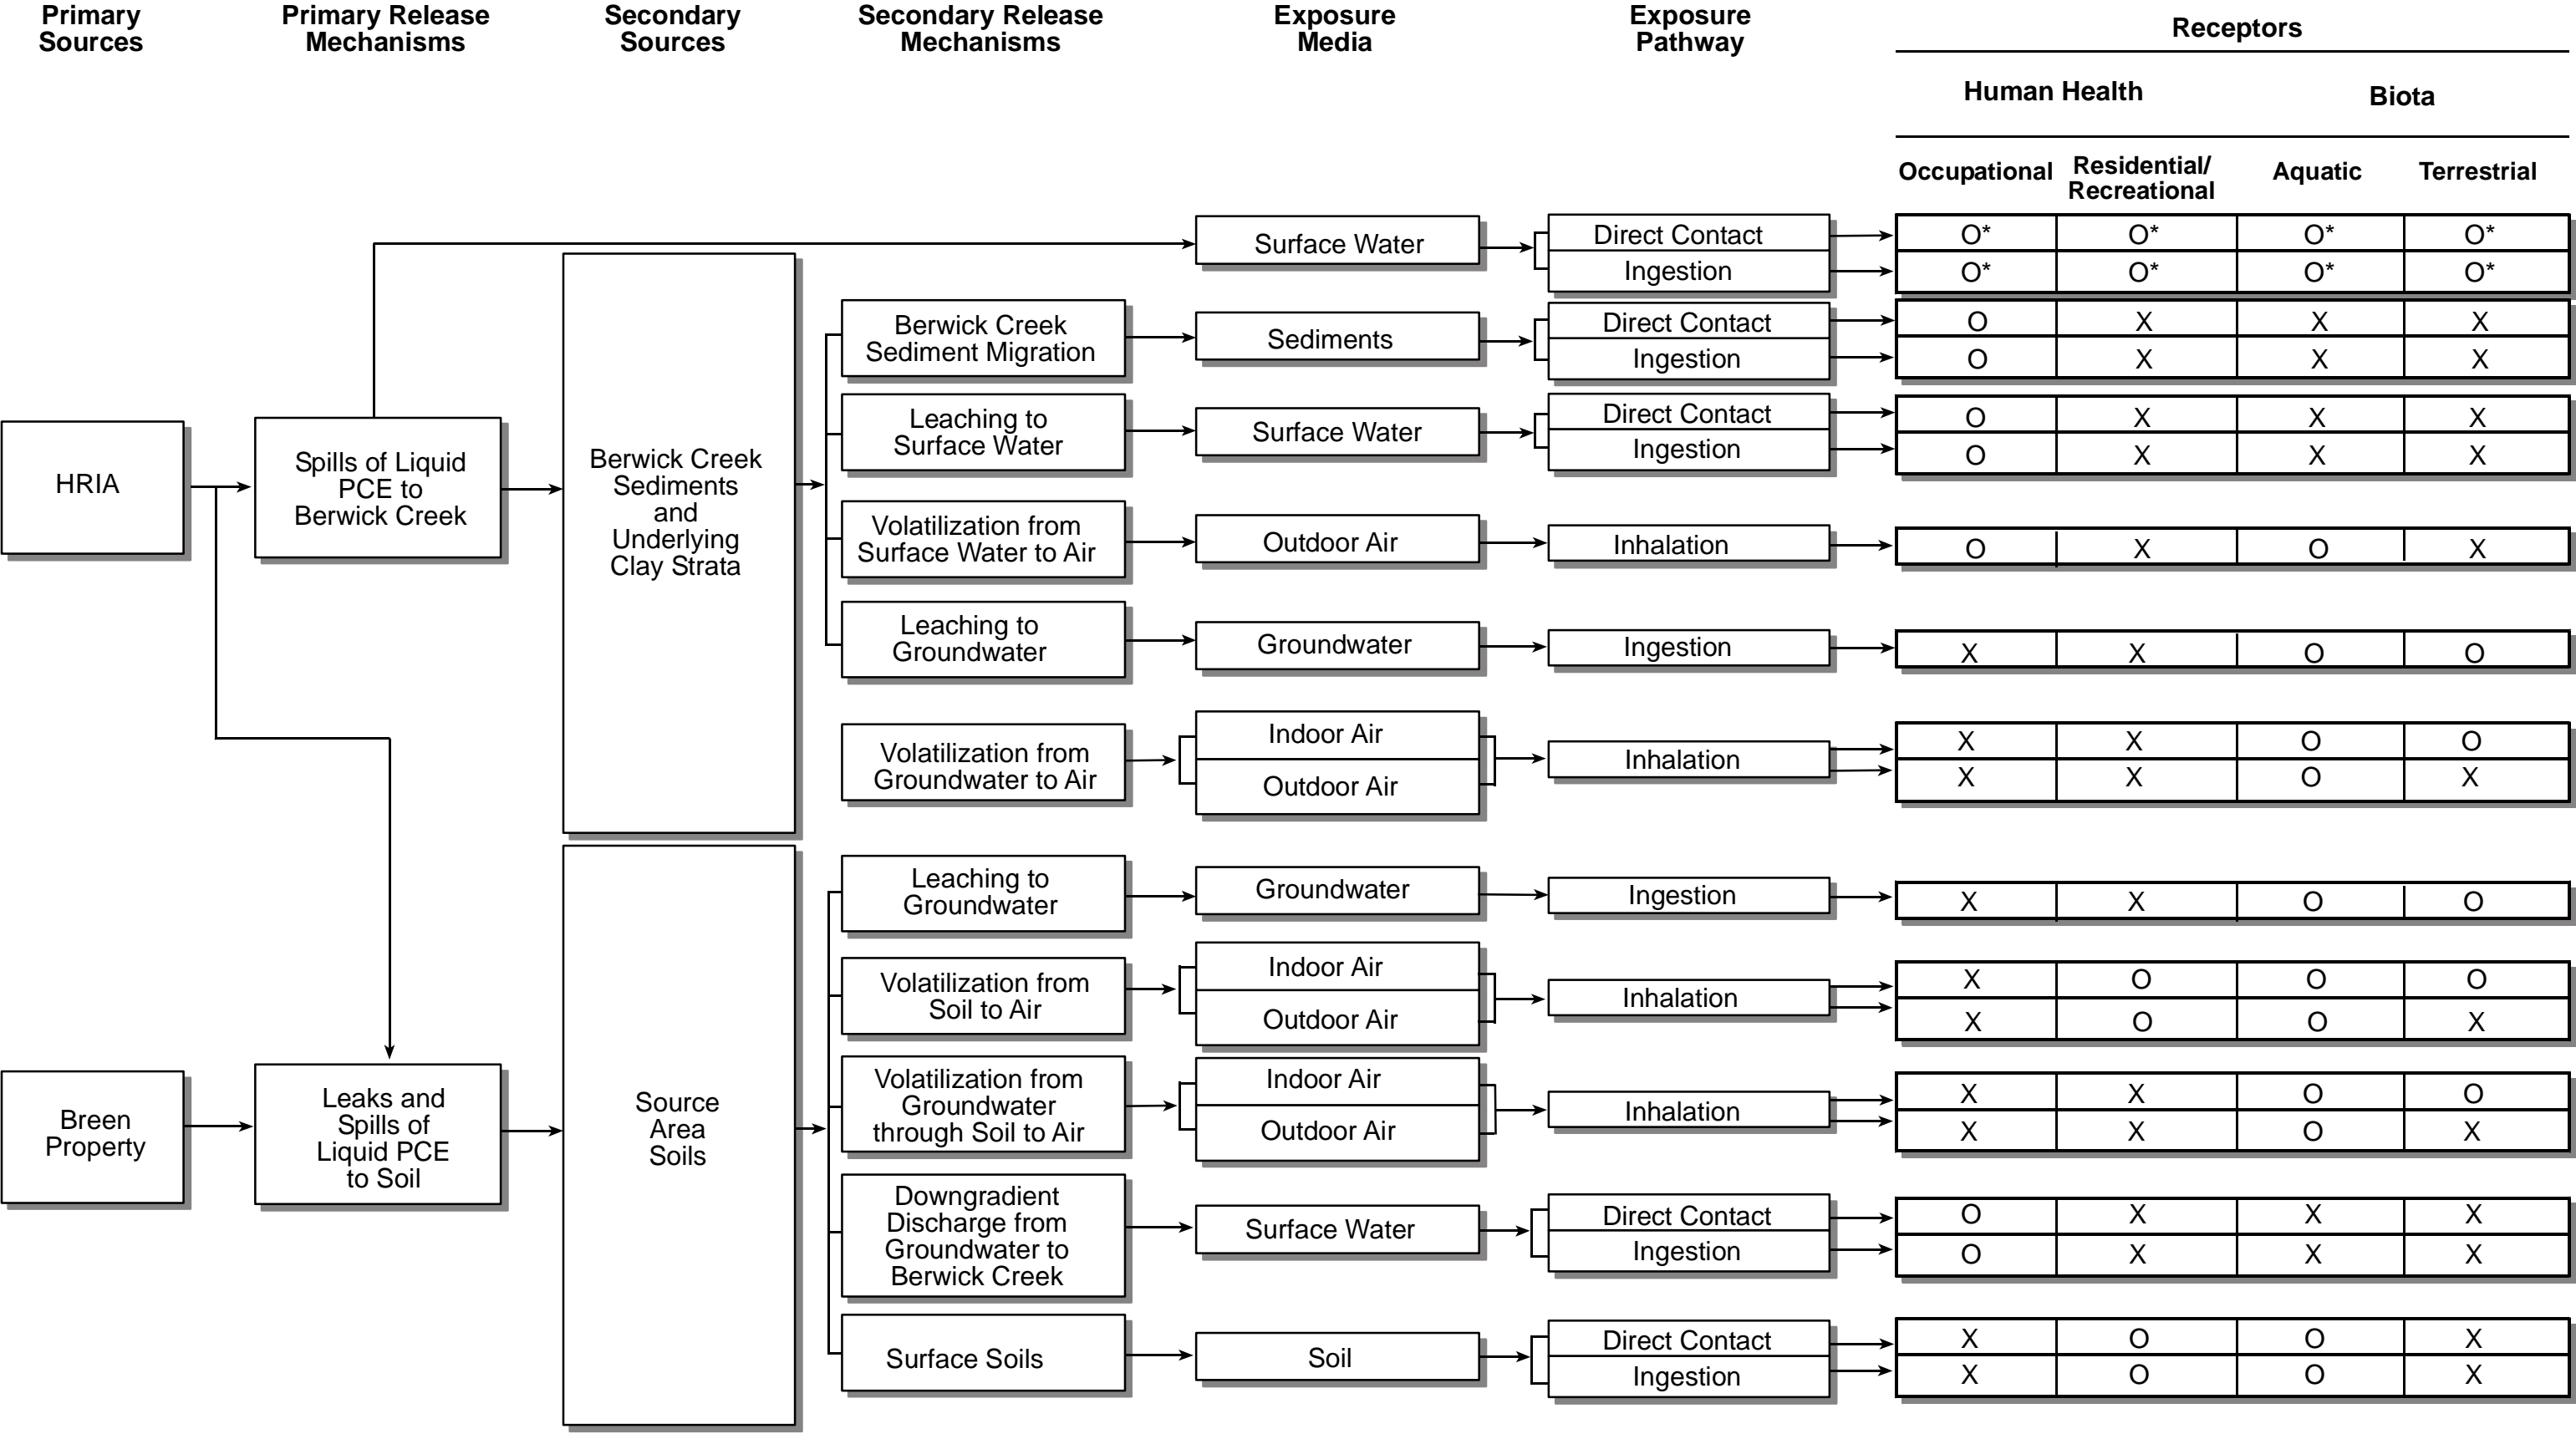 Primary
Sources
Primary Release
Mechanisms
Secondary
Sources
Secondary Release
Mechanisms
Exposure
Media
Exposure
Pathway
Receptors
Human Health
Biota
Occupational
Residential/
Recreational
Aquatic
Terrestrial
HRIA
Breen
Property
Spills of Liquid
PCE to
Berwick Creek
Leaks and
Spills of
Liquid PCE
to Soil
Berwick Creek
Sediments
and
Underlying
Clay Strata
Source
Area
Soils
Surface Water
Direct Contact
O* O* O* O*
Ingestion
O* O* O* O*
Berwick Creek
Sediment Migration
Sediments
Direct Contact
O X X X
Ingestion
O X X X
Leaching to
Surface Water
Surface Water
Direct Contact
O X X X
Ingestion
O X X X
Volatilization from
Surface Water to Air
Outdoor Air
Inhalation
O X O X
Leaching to
Groundwater
Groundwater
Ingestion
X X O O
Volatilization from
Groundwater to Air
Indoor Air
Outdoor Air
Inhalation
X X O O
X X O X
Leaching to
Groundwater
Groundwater
Ingestion
X X O O
Volatilization from
Soil to Air
Indoor Air
Outdoor Air
Inhalation
X O O O
X O O X
Volatilization from
Groundwater
through Soil to Air
Indoor Air
Outdoor Air
Inhalation
X X O O
X X O X
Downgradient
Discharge from
Groundwater to
Berwick Creek
Surface Water
Direct Contact
O X X X
Ingestion
O X X X
Surface Soils
Soil
Direct Contact
X O O X
Ingestion
X O O X